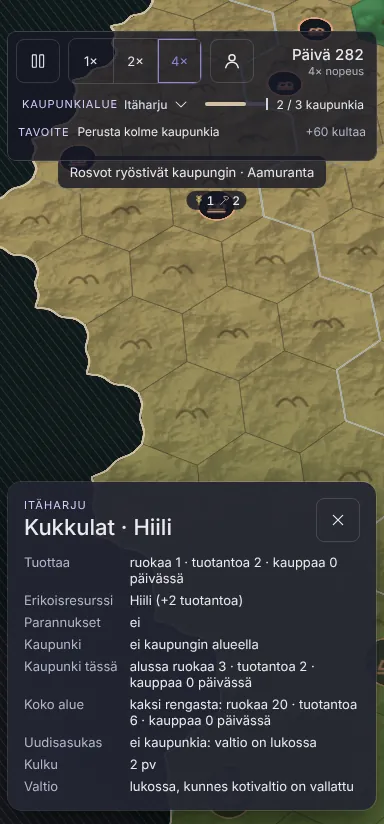 1× 2× 4× Päivä 282
4× nopeus
KAUPUNKIALUE Itäharju 2 / 3 kaupunkia
TAVOITE Perusta kolme kaupunkia +60 kultaa
Rosvot ryöstivät kaupungin · Aamuranta
1 2
ITÄHARJU
Kukkulat · Hiili
Tuottaa ruokaa 1 · tuotantoa 2 · kauppaa 0
päivässä
Erikoisresurssi Hiili (+2 tuotantoa)
Parannukset ei
Kaupunki ei kaupungin alueella
Kaupunki tässä alussa ruokaa 3 · tuotantoa 2 ·
kauppaa 0 päivässä
Koko alue kaksi rengasta: ruokaa 20 · tuotantoa
6 · kauppaa 0 päivässä
Uudisasukas ei kaupunkia: valtio on lukossa
Kulku 2 pv
Valtio lukossa, kunnes kotivaltio on vallattu